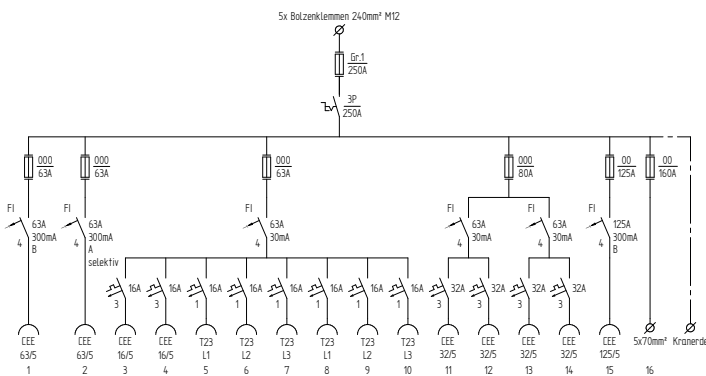 5x Bolzenklemmen 240mm² M12
Gr.1
250A
3P
250A
000
63A
000
63A
000
63A
000
80A
00
125A
00
160A
FI
63A
300mA
4
B
FI
63A
300mA
4
A
selektiv
FI
63A
30mA
4
FI
63A
30mA
4
FI
63A
30mA
4
FI
125A
300mA
4
B
16A 16A 16A 16A 16A 16A 16A 16A 32A 32A 32A 32A
3 3 1 1 1 1 1 1 3 3 3 3
CEE CEE CEE CEE T23 T23 T23 T23 T23 T23 CEE CEE CEE CEE CEE 5x70mm² Kranerde
63/5 63/5 16/5 16/5 L1 L2 L3 L1 L2 L3 32/5 32/5 32/5 32/5 125/5
1 2 3 4 5 6 7 8 9 10 11 12 13 14 15 16